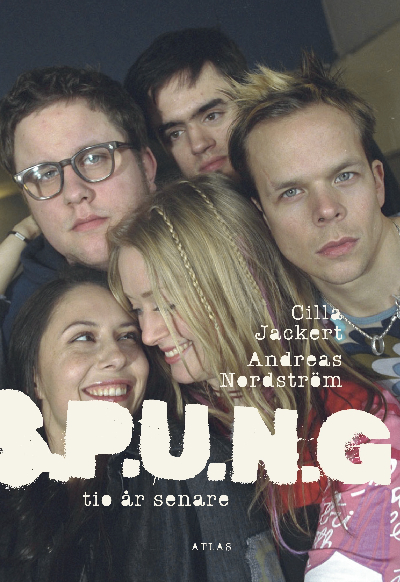 Cilla
Jackert
Andreas
Nordström
S.P.U.N.G
tio år senare
ATLAS